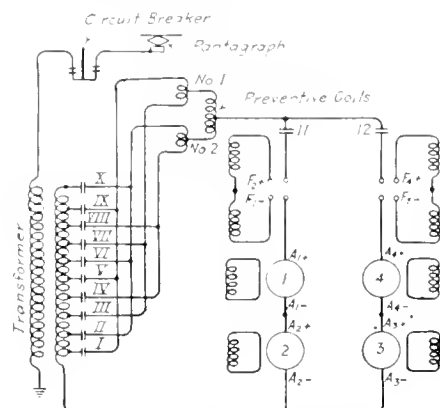 Circuit Breaker
Pantagraph
No. 1
Preventive Coils
No. 2
11
12
X
IX
VIII
VII
VI
V
IV
III
II
I
Transformer
F2+
F1-
F4+
F3-
A1+
1
A1-
A2+
2
A2-
A4+
4
A4-
A3+
3
A3-